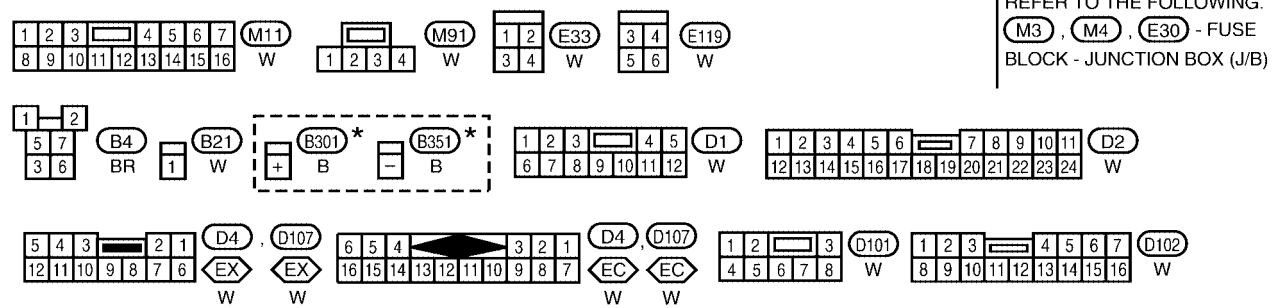 REFER TO THE FOLLOWING.
M3 , M4 , E30 - FUSE
BLOCK - JUNCTION BOX (J/B)
1 2 3 4 5 6 7 M11
8 9 10 11 12 13 14 15 16 W
M91
1 2 3 4 W
1 2 E33
3 4 W
3 4 E119
5 6 W
1 2
5 7 B4
3 6 BR
B21
1 W
B301 *
+ B
B351 *
- B
1 2 3 4 5 D1
6 7 8 9 10 11 12 W
1 2 3 4 5 6 7 8 9 10 11 D2
12 13 14 15 16 17 18 19 20 21 22 23 24 W
5 4 3 2 1 D4 , D107
12 11 10 9 8 7 6 EX EX
W W
6 5 4 3 2 1 D4 , D107
16 15 14 13 12 11 10 9 8 7 EC EC
W W
1 2 3 D101
4 5 6 7 8 W
1 2 3 4 5 6 7 D102
8 9 10 11 12 13 14 15 16 W